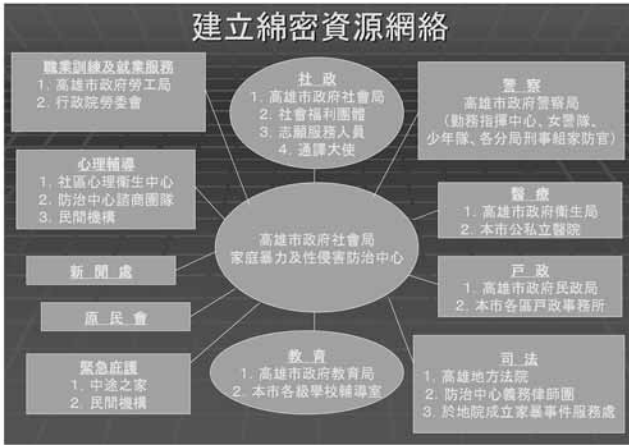 建立綿密資源網絡
職業訓練及就業服務
1. 高雄市政府勞工局
2. 行政院勞委會
社 政
1. 高雄市政府社會局
2. 社會福利團體
3. 志願服務人員
4. 通譯大使
警 察
高雄市政府警察局
(勤務指揮中心、女警隊、
少年隊、各分局刑事組家防官)
心理輔導
1. 社區心理衛生中心
2. 防治中心諮商團隊
3. 民間機構
高雄市政府社會局
家庭暴力及性侵害防治中心
醫 療
1. 高雄市政府衛生局
2. 本市公私立醫院
新 聞 處
戶 政
1. 高雄市政府民政局
2. 本市各區戶政事務所
原 民 會
緊急庇護
1. 中途之家
2. 民間機構
教 育
1. 高雄市政府教育局
2. 本市各級學校輔導室
司 法
1. 高雄地方法院
2. 防治中心義務律師團
3. 於地院成立家暴事件服務處